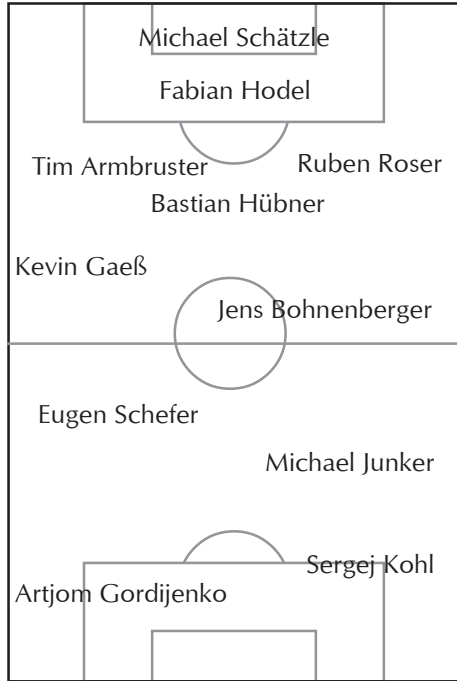 Michael Schätzle
Fabian Hodel
Tim Armbruster
Ruben Roser
Bastian Hübner
Kevin Gaeß
Jens Bohnenberger
Eugen Schefer
Michael Junker
Sergej Kohl
Artjom Gordijenko